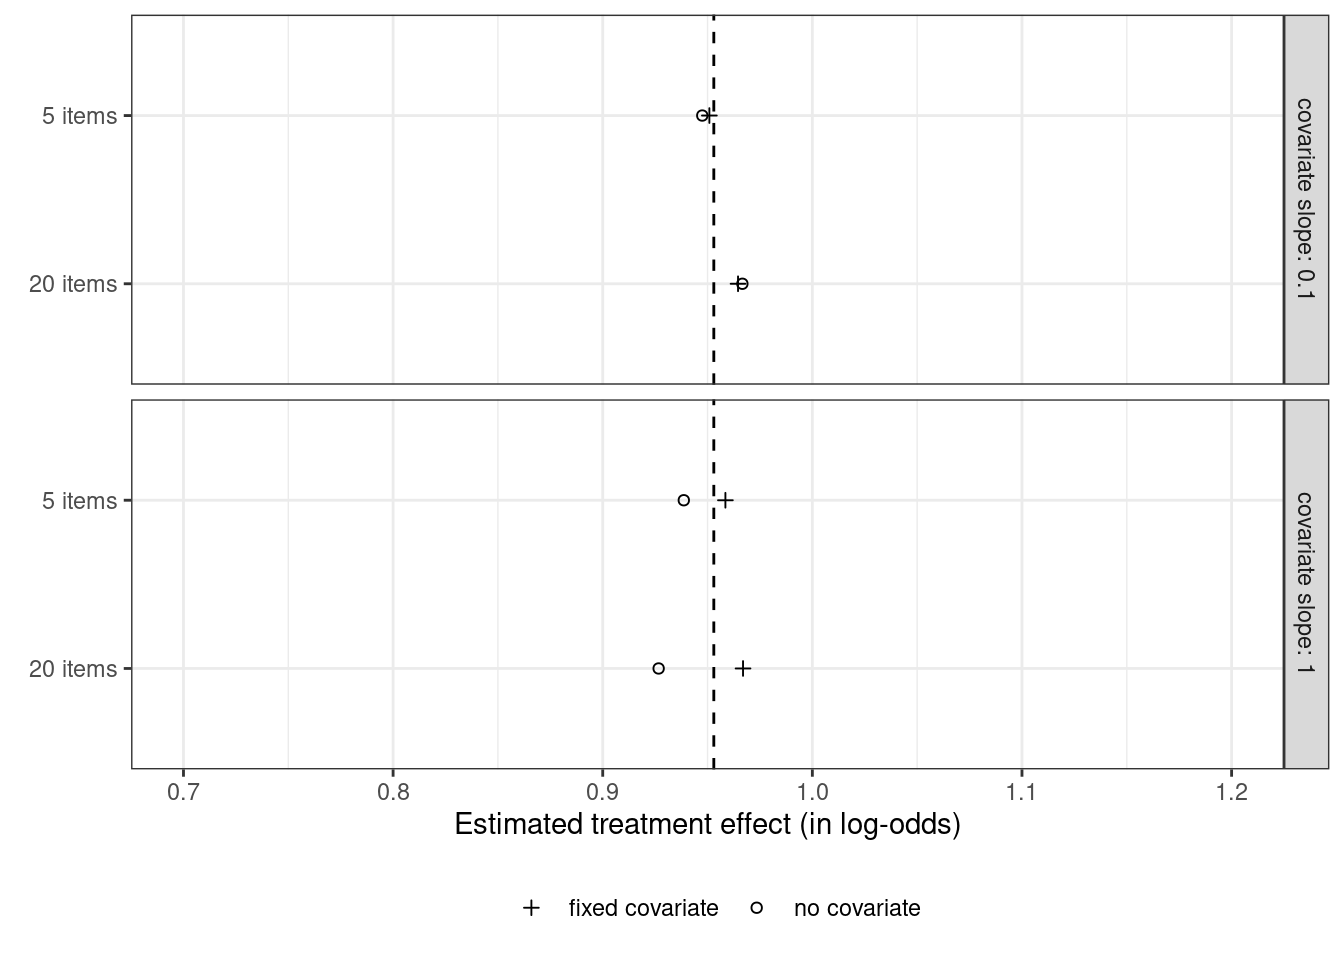 5 items
20 items
covariate slope: 0.1
5 items
20 items
covariate slope: 1
0.7 0.8 0.9 1.0 1.1 1.2
Estimated treatment effect (in log-odds)
fixed covariate no covariate